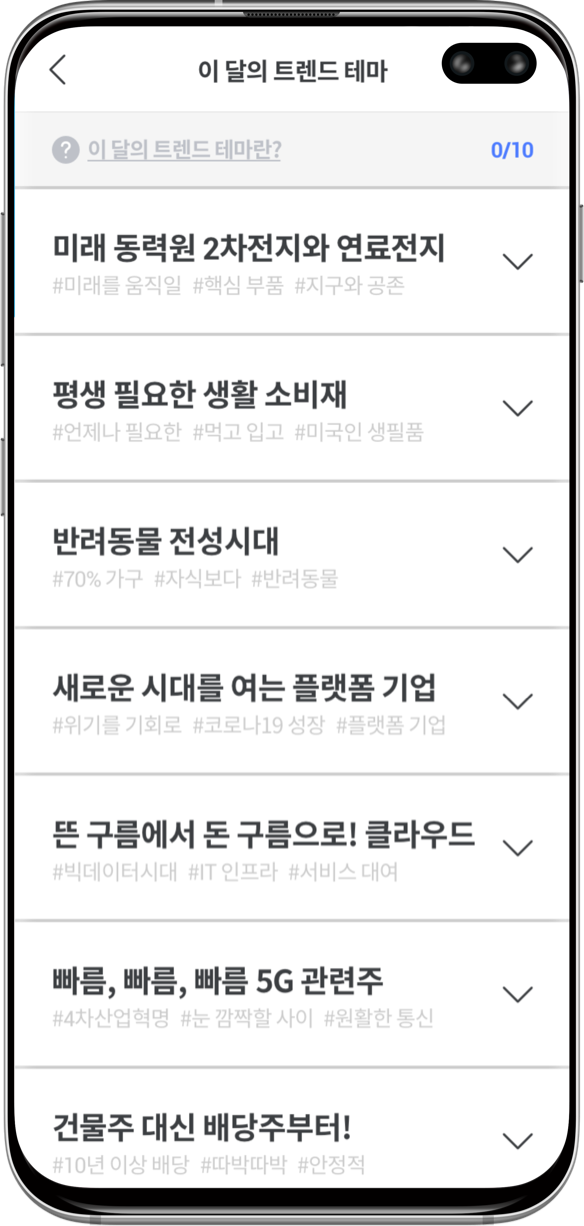 이 달의 트렌드 테마
? 이 달의 트렌드 테마란? 0/10
미래 동력원 2차전지와 연료전지
#미래를 움직일 #핵심 부품 #지구와 공존
평생 필요한 생활 소비재
#언제나 필요한 #먹고 입고 #미국인 생필품
반려동물 전성시대
#70% 가구 #자식보다 #반려동물
새로운 시대를 여는 플랫폼 기업
#위기를 기회로 #코로나19 성장 #플랫폼 기업
뜬 구름에서 돈 구름으로! 클라우드
#빅데이터시대 #IT 인프라 #서비스 대여
빠름, 빠름, 빠름 5G 관련주
#4차산업혁명 #눈 깜짝할 사이 #원활한 통신
건물주 대신 배당주부터!
#10년 이상 배당 #따박따박 #안정적